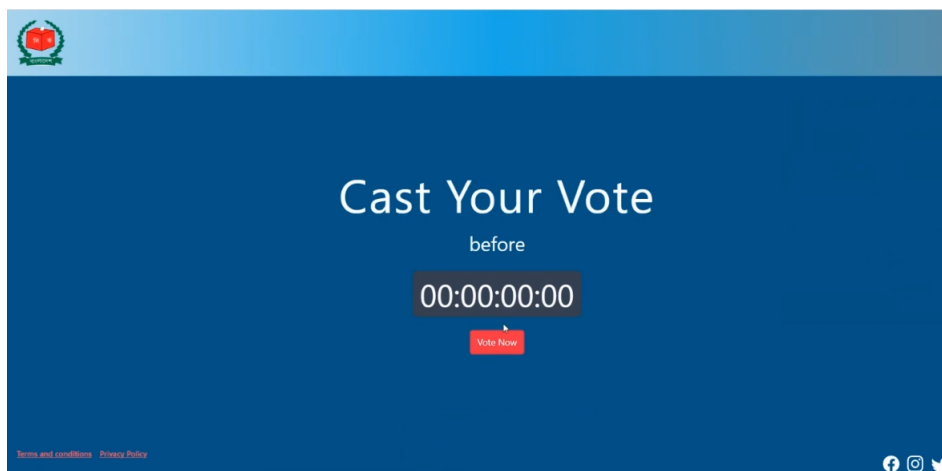 বাংলাদেশ
Cast Your Vote
before
00:00:00:00
Vote Now
Terms and conditions Privacy Policy